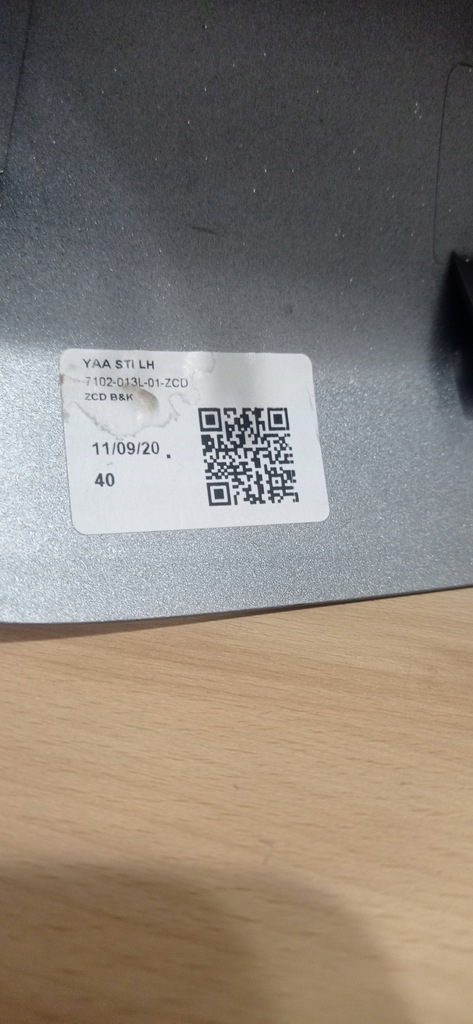 YAA STI LH
7102-013L-01-ZCD
ZCD B&K
11/09/20 .
40